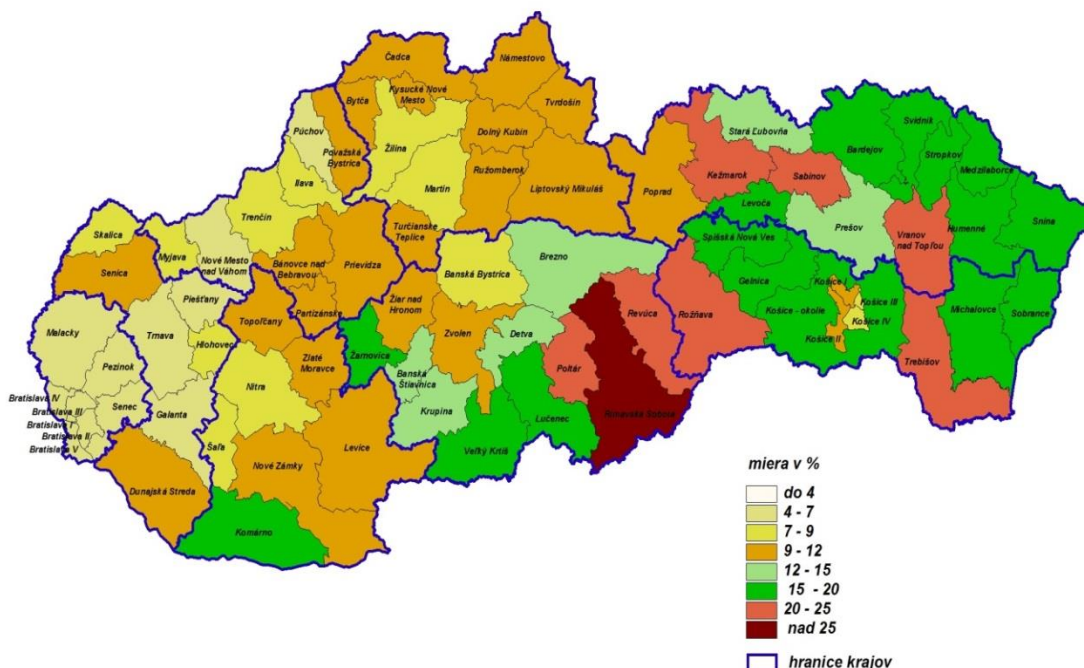 Čadca
Námestovo
Bytča
Kysucké Nové
Mesto
Tvrdošín
Púchov
Považská
Bystrica
Žilina
Dolný Kubín
Stará Ľubovňa
Svidník
Bardejov
Stropkov
Medzilaborce
Ilava
Martin
Ružomberok
Liptovský Mikuláš
Poprad
Kežmarok
Sabinov
Levoča
Trenčín
Turčianske
Teplice
Prešov
Vranov
nad Topľou
Humenné
Snina
Skalica
Myjava
Nové Mesto
nad Váhom
Bánovce nad
Bebravou
Prievidza
Banská Bystrica
Brezno
Spišská Nové Ves
Senica
Gelnica
Košice I
Košice III
Piešťany
Topoľčany
Partizánske
Žiar nad
Hronom
Revúca
Rožňava
Košice - okolie
Košice IV
Košice II
Michalovce
Sobrance
Malacky
Trnava
Hlohovec
Žarnovica
Zvolen
Detva
Zlaté
Moravce
Poltár
Trebišov
Pezinok
Nitra
Banská
Štiavnica
Bratislava IV
Bratislava III
Bratislava I
Bratislava II
Bratislava V
Senec
Galanta
Krupina
Lučenec
Rimavská Sobota
Šaľa
Levice
Veľký Krtíš
Nové Zámky
Dunajská Streda
Komárno
miera v %
do 4
4 - 7
7 - 9
9 - 12
12 - 15
15 - 20
20 - 25
nad 25
hranice krajov